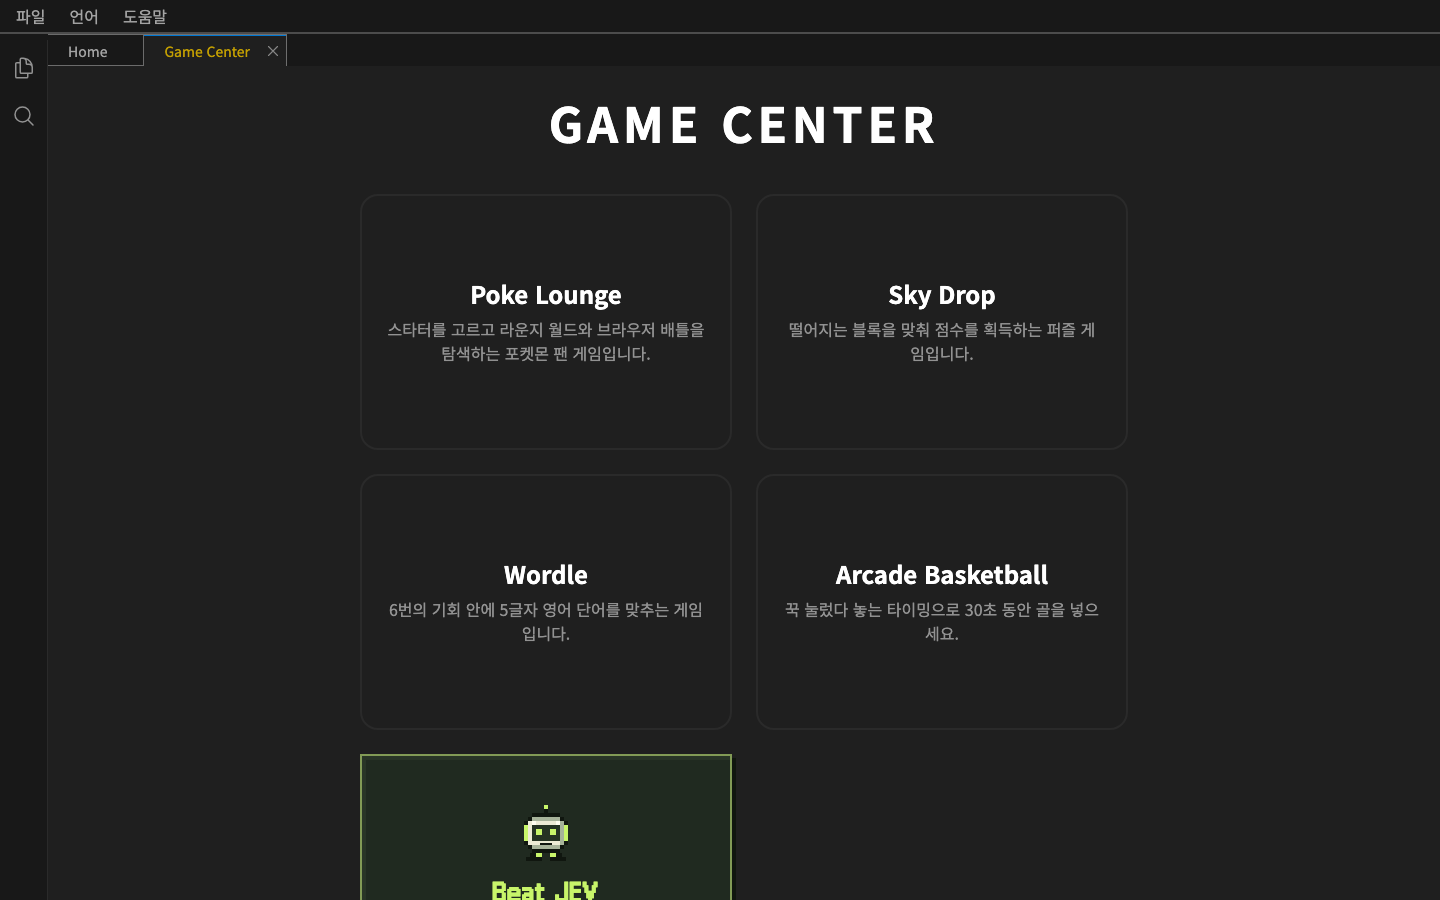 파일 언어 도움말
Home Game Center
GAME CENTER
Poke Lounge
스타터를 고르고 라운지 월드와 브라우저 배틀을
탐색하는 포켓몬 팬 게임입니다.
Sky Drop
떨어지는 블록을 맞춰 점수를 획득하는 퍼즐 게
임입니다.
Wordle
6번의 기회 안에 5글자 영어 단어를 맞추는 게임
입니다.
Arcade Basketball
꾹 눌렀다 놓는 타이밍으로 30초 동안 골을 넣으
세요.
Beat JEV